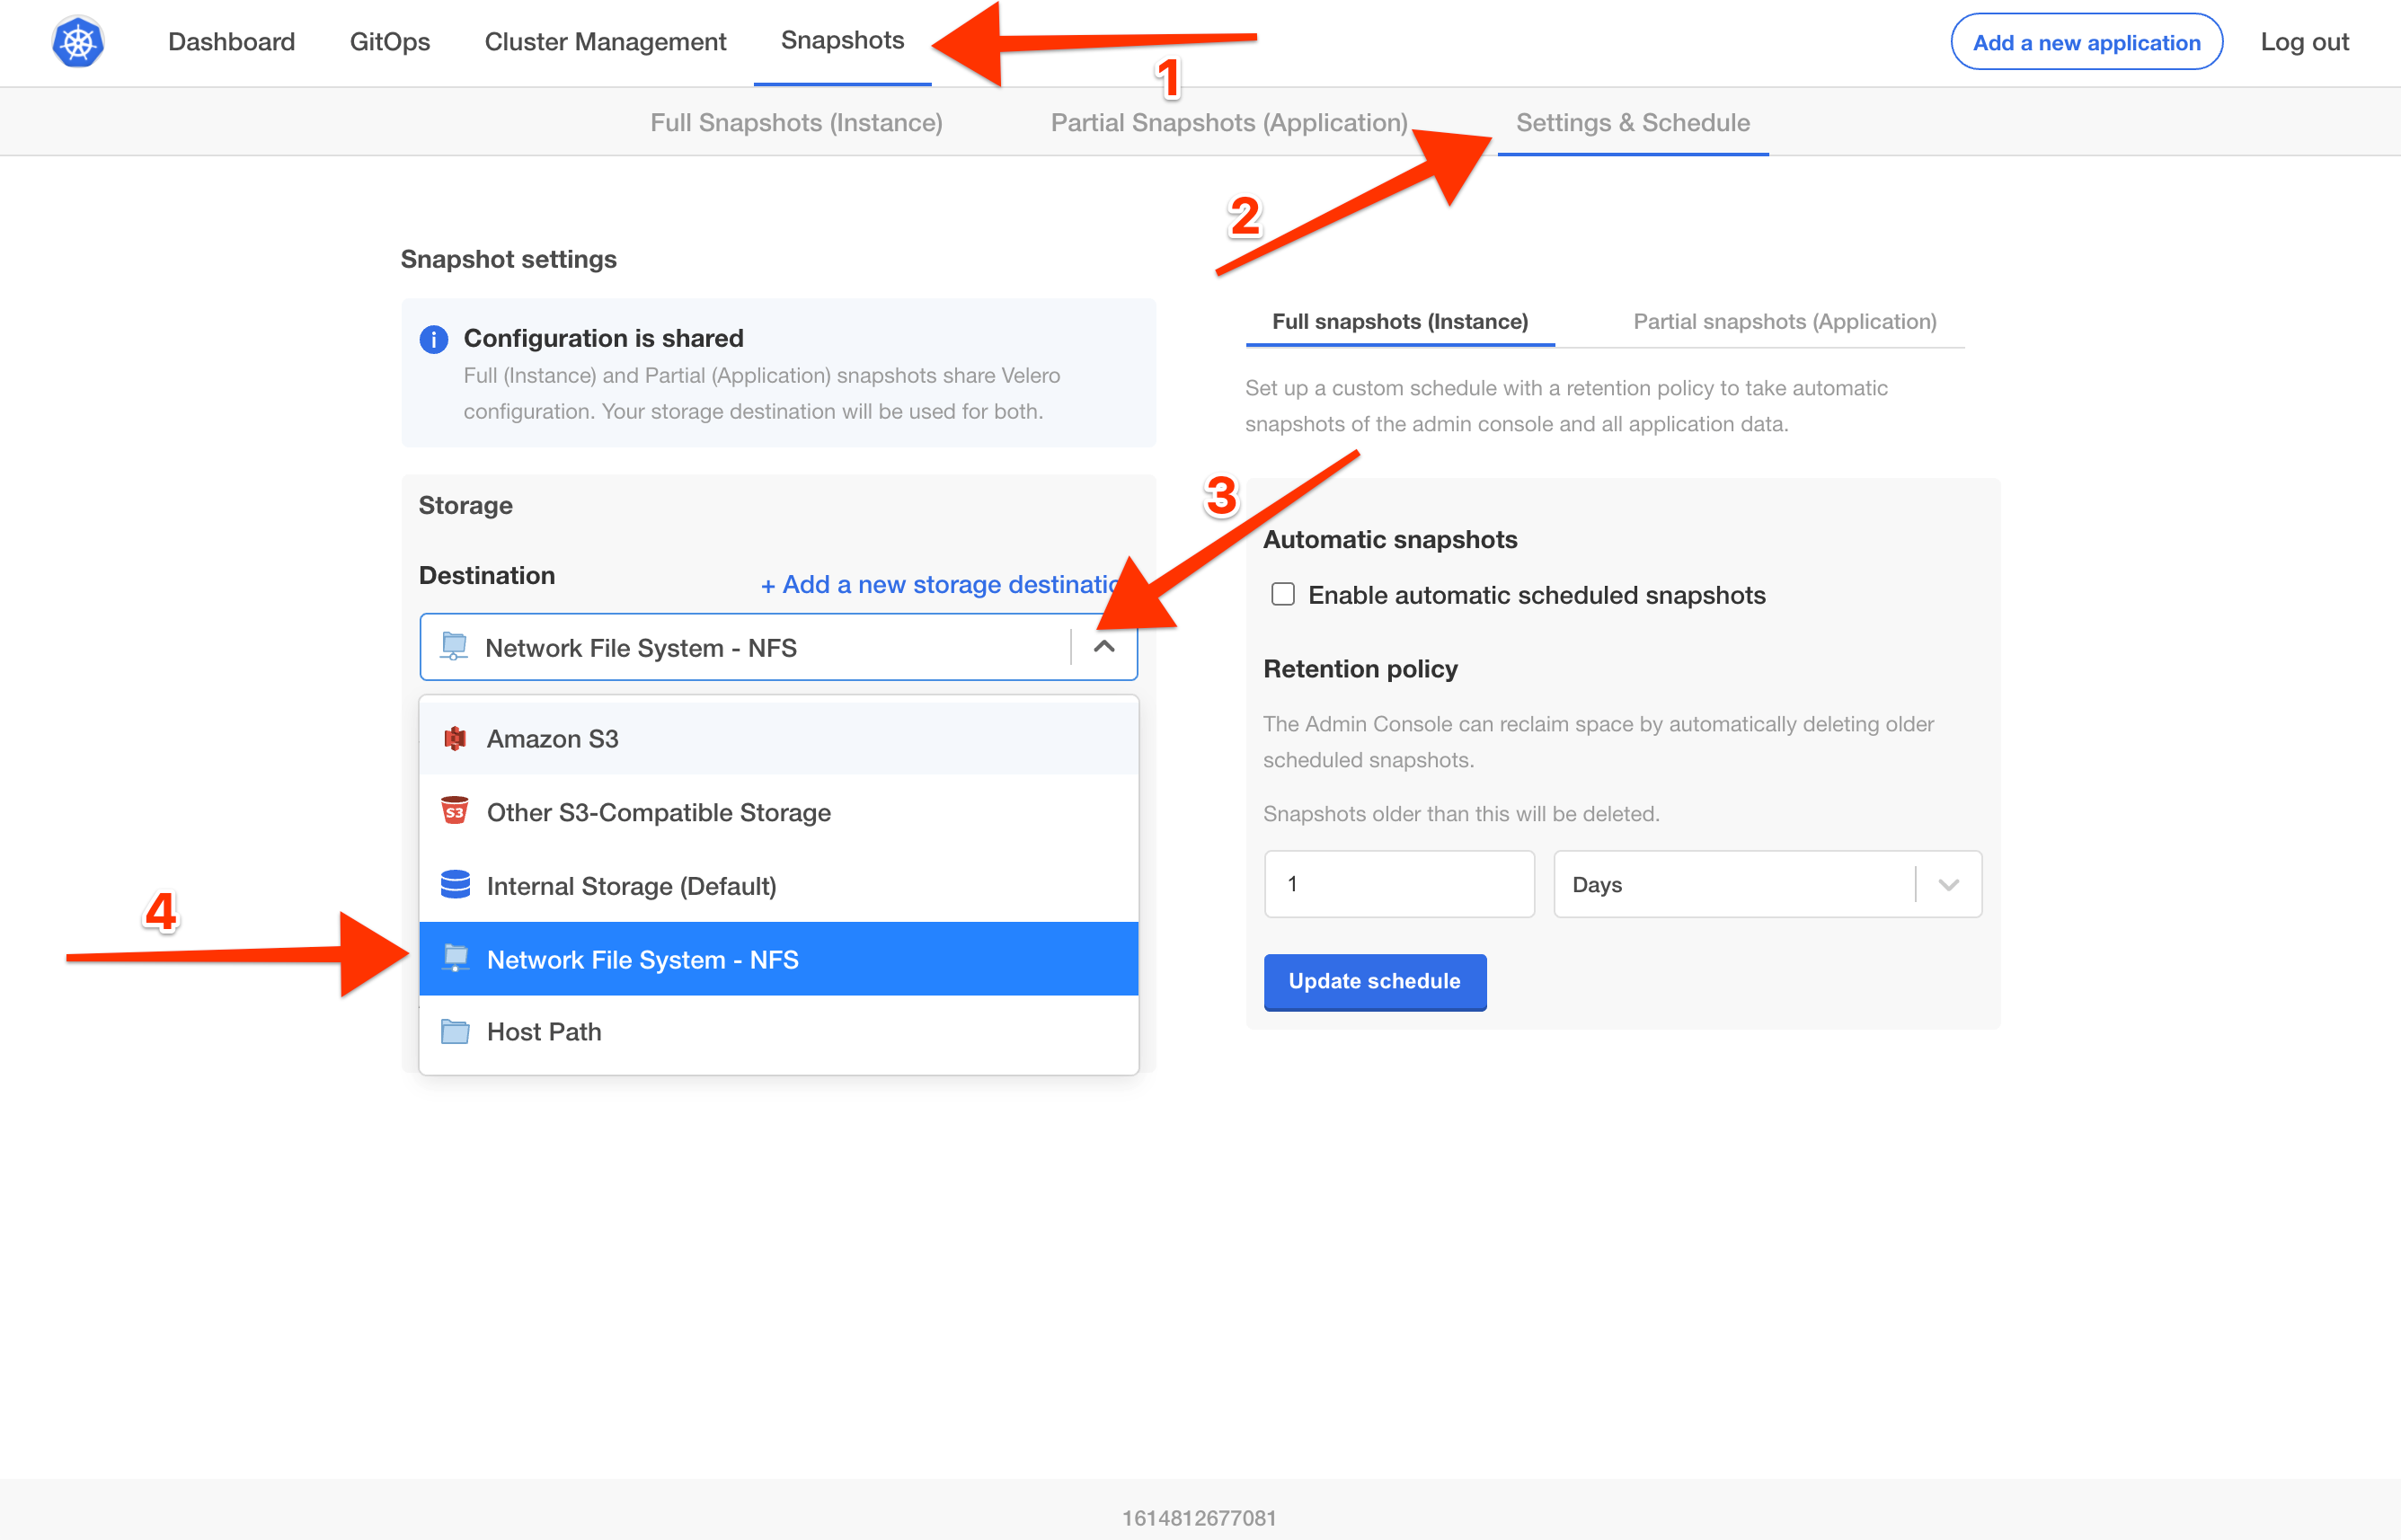 Dashboard
GitOps
Cluster Management
Snapshots
Add a new application
Log out
1
Full Snapshots (Instance)
Partial Snapshots (Application)
Settings & Schedule
2
Snapshot settings
Configuration is shared
Full (Instance) and Partial (Application) snapshots share Velero
configuration. Your storage destination will be used for both.
Storage
Destination
+ Add a new storage destinatio
Network File System - NFS
Amazon S3
S3
Other S3-Compatible Storage
Internal Storage (Default)
4
Network File System - NFS
Host Path
Full snapshots (Instance)
Partial snapshots (Application)
Set up a custom schedule with a retention policy to take automatic
snapshots of the admin console and all application data.
3
Automatic snapshots
Enable automatic scheduled snapshots
Retention policy
The Admin Console can reclaim space by automatically deleting older
scheduled snapshots.
Snapshots older than this will be deleted.
1
Days
Update schedule
1614812677081